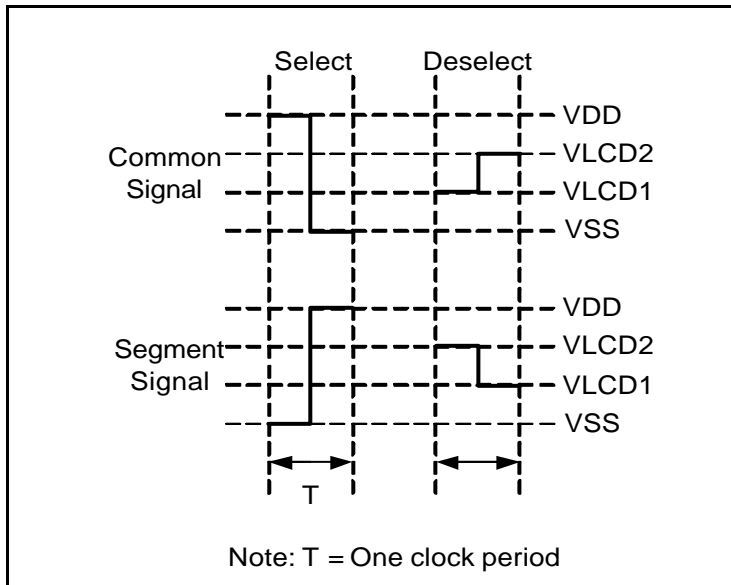 Select Deselect
VDD
Common VLCD2
Signal VLCD1
VSS
VDD
Segment VLCD2
Signal VLCD1
VSS
T
Note: T = One clock period